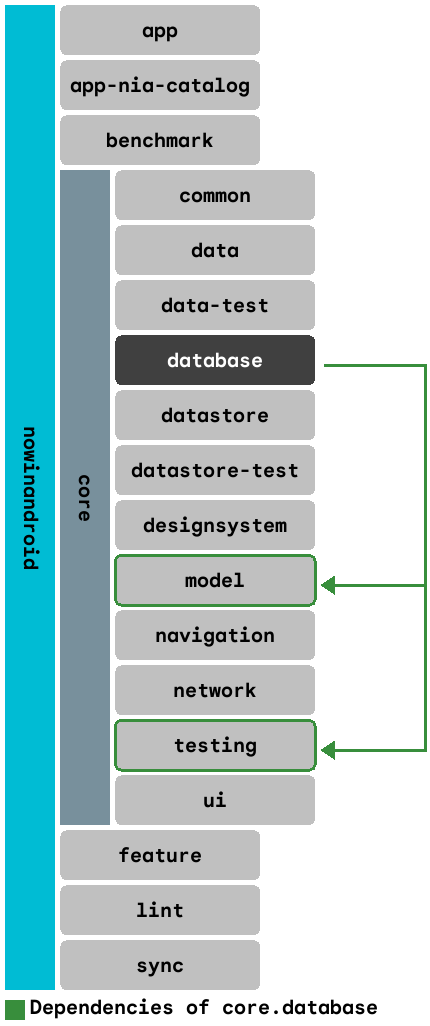 app
app-nia-catalog
benchmark
common
data
data-test
database
datastore
datastore-test
designsystem
model
navigation
network
testing
ui
core
nowinandroid
feature
lint
sync
Dependencies of core.database